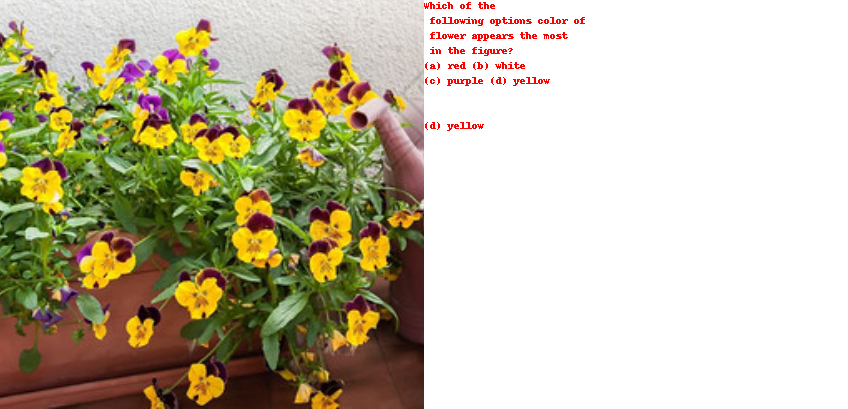 Which of the
following options color of
flower appears the most
in the figure?
(a) red (b) white
(c) purple (d) yellow
(d) yellow